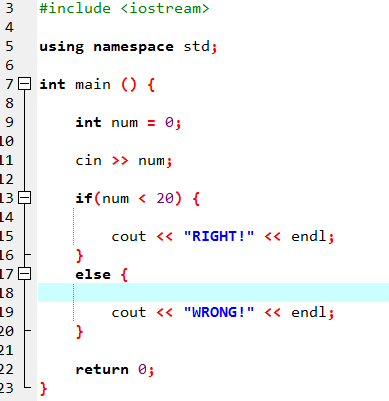 3 #include <iostream>
4
5 using namespace std;
6
7 int main () {
8
9 int num = 0;
10
11 cin >> num;
12
13 if(num < 20) {
14
15 cout << "RIGHT!" << endl;
16 }
17 else {
18
19 cout << "WRONG!" << endl;
20 }
21
22 return 0;
23 }